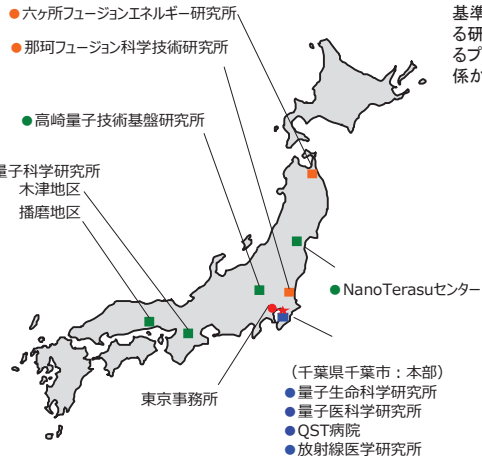 ●六ヶ所フュージョンエネルギー研究所
●那珂フュージョン科学技術研究所
●高崎量子技術基盤研究所
量子科学研究所
木津地区
播磨地区
●NanoTerasuセンター
東京事務所
（千葉県千葉市：本部）
●量子生命科学研究所
●量子医科学研究所
●QST病院
●放射線医学研究所
基準
る研
るプ
係か